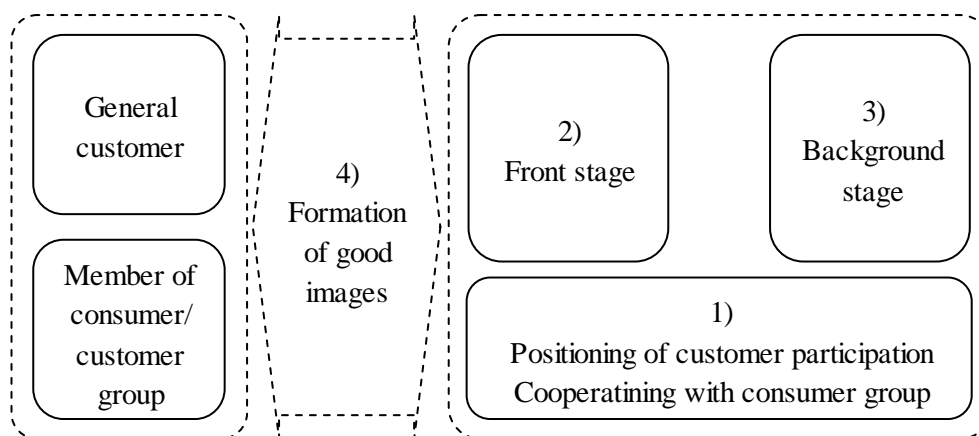 General
customer
Member of
consumer/
customer
group
4)
Formation
of good
images
2)
Front stage
3)
Background
stage
1)
Positioning of customer participation
Cooperatining with consumer group